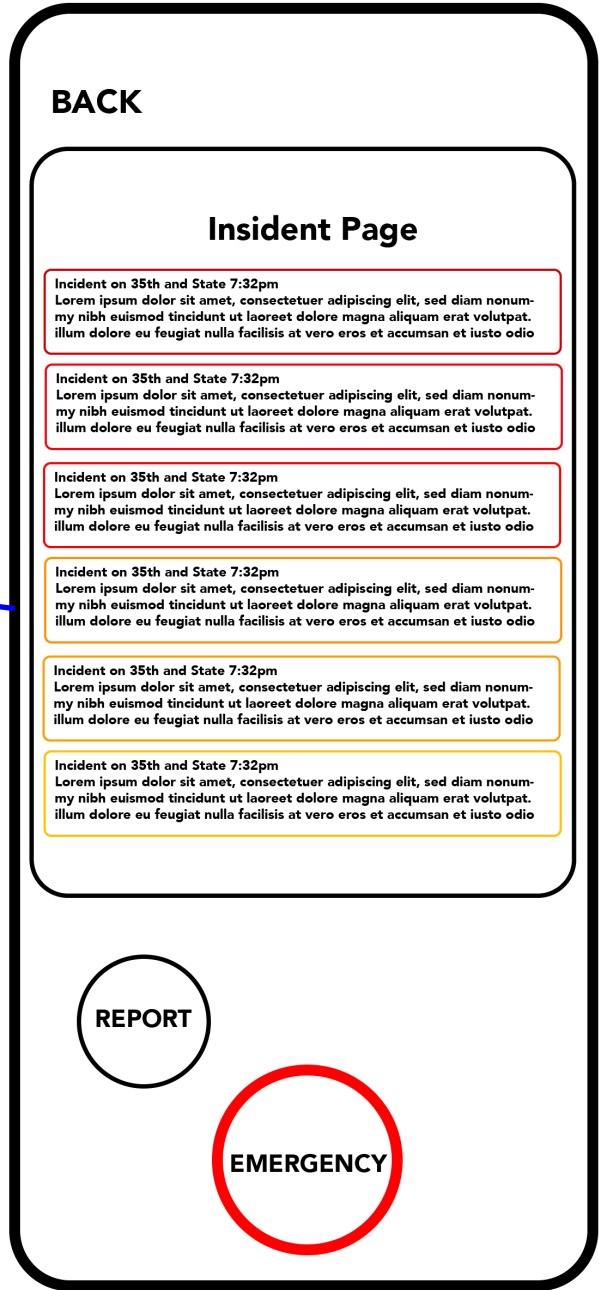 BACK
Insident Page
Incident on 35th and State 7:32pm
Lorem ipsum dolor sit amet, consectetuer adipiscing elit, sed diam nonum-
my nibh euismod tincidunt ut laoreet dolore magna aliquam erat volutpat.
illum dolore eu feugiat nulla facilisis at vero eros et accumsan et iusto odio
Incident on 35th and State 7:32pm
Lorem ipsum dolor sit amet, consectetuer adipiscing elit, sed diam nonum-
my nibh euismod tincidunt ut laoreet dolore magna aliquam erat volutpat.
illum dolore eu feugiat nulla facilisis at vero eros et accumsan et iusto odio
Incident on 35th and State 7:32pm
Lorem ipsum dolor sit amet, consectetuer adipiscing elit, sed diam nonum-
my nibh euismod tincidunt ut laoreet dolore magna aliquam erat volutpat.
illum dolore eu feugiat nulla facilisis at vero eros et accumsan et iusto odio
Incident on 35th and State 7:32pm
Lorem ipsum dolor sit amet, consectetuer adipiscing elit, sed diam nonum-
my nibh euismod tincidunt ut laoreet dolore magna aliquam erat volutpat.
illum dolore eu feugiat nulla facilisis at vero eros et accumsan et iusto odio
Incident on 35th and State 7:32pm
Lorem ipsum dolor sit amet, consectetuer adipiscing elit, sed diam nonum-
my nibh euismod tincidunt ut laoreet dolore magna aliquam erat volutpat.
illum dolore eu feugiat nulla facilisis at vero eros et accumsan et iusto odio
Incident on 35th and State 7:32pm
Lorem ipsum dolor sit amet, consectetuer adipiscing elit, sed diam nonum-
my nibh euismod tincidunt ut laoreet dolore magna aliquam erat volutpat.
illum dolore eu feugiat nulla facilisis at vero eros et accumsan et iusto odio
REPORT
EMERGENCY